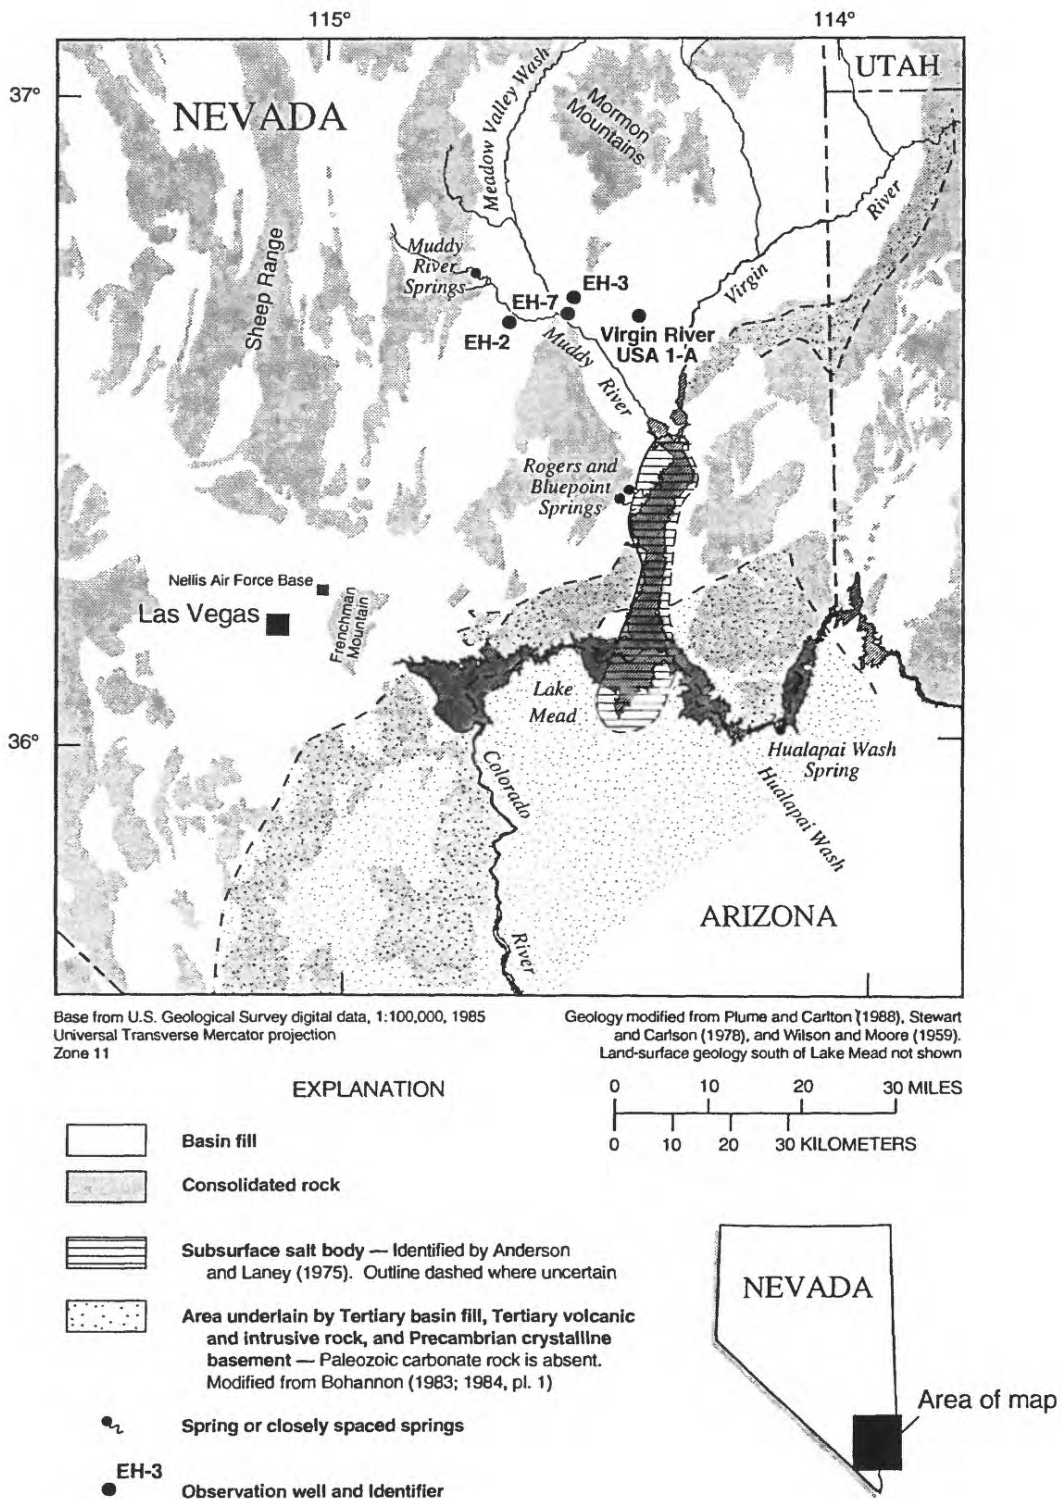 115°
114°
37°
UTAH
NEVADA
Meadow Valley Wash
Mormon
Mountains
River
Virgin
Sheep Range
Muddy
River
Springs
EH-3
EH-7
EH-2
Virgin River
USA 1-A
Muddy
River
Rogers and
Bluepoint
Springs
Nellis Air Force Base
Las Vegas
Frenchman
Mountain
Lake
Mead
36°
Hualapai Wash
Spring
Hualapai Wash
Colorado
River
ARIZONA
Base from U.S. Geological Survey digital data, 1:100,000, 1985
Universal Transverse Mercator projection
Zone 11
Geology modified from Plume and Carlton (1988), Stewart
and Carlson (1978), and Wilson and Moore (1959).
Land-surface geology south of Lake Mead not shown
EXPLANATION
0 10 20 30 MILES
0 10 20 30 KILOMETERS
Basin fill
Consolidated rock
Subsurface salt body — Identified by Anderson
and Laney (1975). Outline dashed where uncertain
Area underlain by Tertiary basin fill, Tertiary volcanic
and intrusive rock, and Precambrian crystalline
basement — Paleozoic carbonate rock is absent.
Modified from Bohannon (1983; 1984, pl. 1)
Spring or closely spaced springs
EH-3
Observation well and Identifier
NEVADA
Area of map